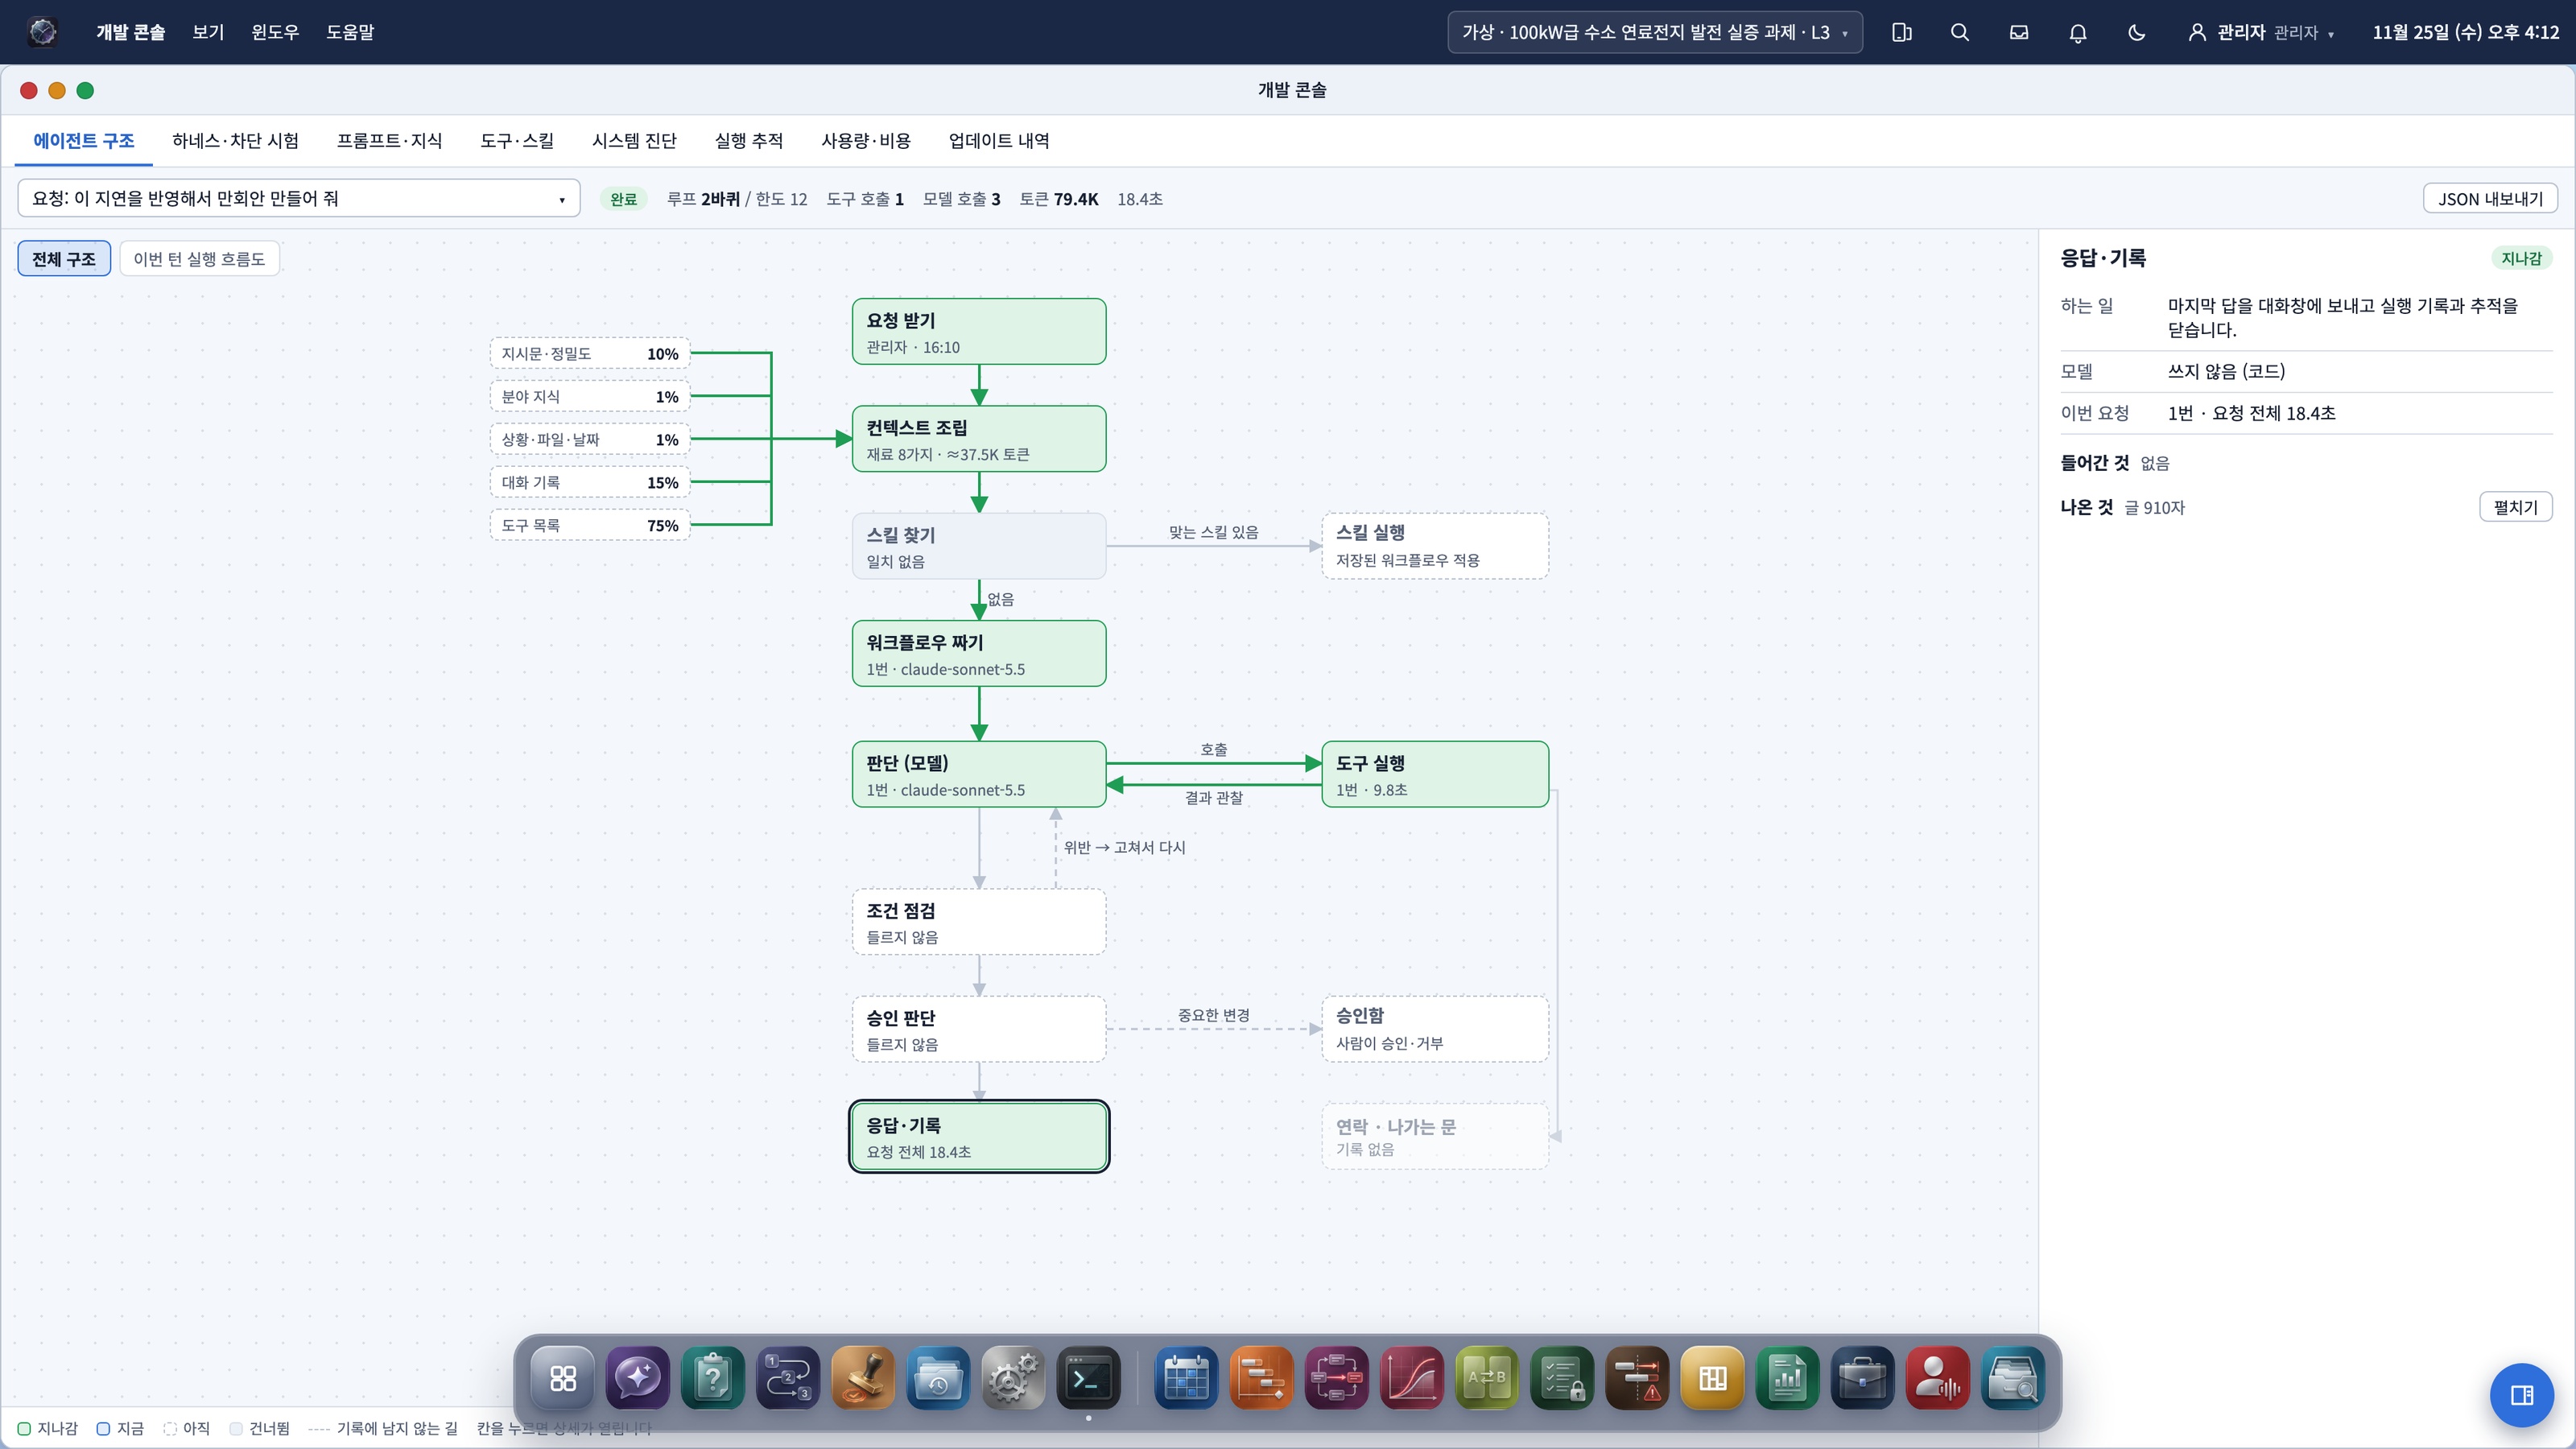 개발 콘솔 보기 윈도우 도움말
가상 · 100kW급 수소 연료전지 발전 실증 과제 · L3
관리자 관리자
11월 25일 (수) 오후 4:12
개발 콘솔
에이전트 구조 하네스·차단 시험 프롬프트·지식 도구·스킬 시스템 진단 실행 추적 사용량·비용 업데이트 내역
요청: 이 지연을 반영해서 만회안 만들어 줘
완료 루프 2바퀴 / 한도 12 도구 호출 1 모델 호출 3 토큰 79.4K 18.4초
JSON 내보내기
전체 구조 이번 턴 실행 흐름도
지시문·정밀도 10%
분야 지식 1%
상황·파일·날짜 1%
대화 기록 15%
도구 목록 75%
요청 받기
관리자 · 16:10
컨텍스트 조립
재료 8가지 · ≈37.5K 토큰
스킬 찾기
일치 없음
맞는 스킬 있음
스킬 실행
저장된 워크플로우 적용
없음
워크플로우 짜기
1번 · claude-sonnet-5.5
판단 (모델)
1번 · claude-sonnet-5.5
호출
결과 관찰
도구 실행
1번 · 9.8초
위반 → 고쳐서 다시
조건 점검
들르지 않음
승인 판단
들르지 않음
중요한 변경
승인함
사람이 승인·거부
응답·기록
요청 전체 18.4초
연락 · 나가는 문
기록 없음
응답·기록
지나감
하는 일 마지막 답을 대화창에 보내고 실행 기록과 추적을
닫습니다.
모델 쓰지 않음 (코드)
이번 요청 1번 · 요청 전체 18.4초
들어간 것 없음
나온 것 글 910자
펼치기
지나감 지금 아직 건너뜀 기록에 남지 않는 길 칸을 누르면 상세가 열립니다
1
2
3
A B